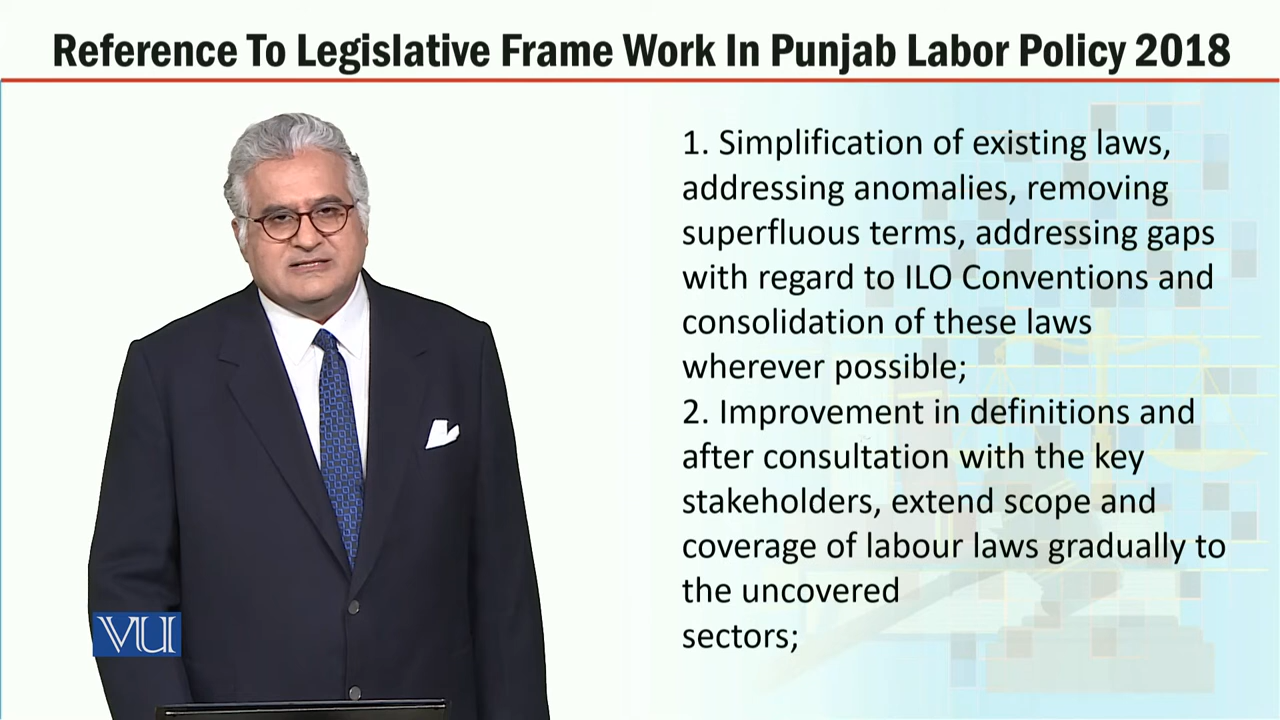 Reference To Legislative Frame Work In Punjab Labor Policy 2018
1. Simplification of existing laws,
addressing anomalies, removing
superfluous terms, addressing gaps
with regard to ILO Conventions and
consolidation of these laws
wherever possible;
2. Improvement in definitions and
after consultation with the key
stakeholders, extend scope and
coverage of labour laws gradually to
the uncovered
sectors;
VU